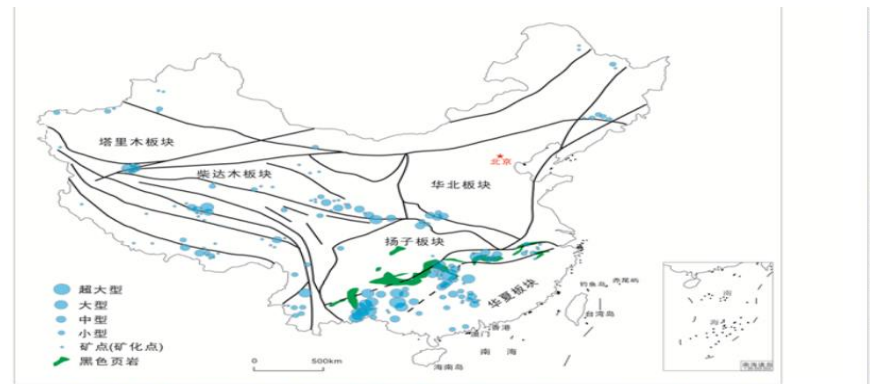 塔里木板块
柴达木板块
北京
华北板块
扬子板块
华夏板块
钓鱼岛
赤尾屿
台湾岛
香港
澳门
南 海
海南岛
超大型
大型
中型
小型
矿点(矿化点)
黑色页岩
0 500km
南
海
南海诸岛